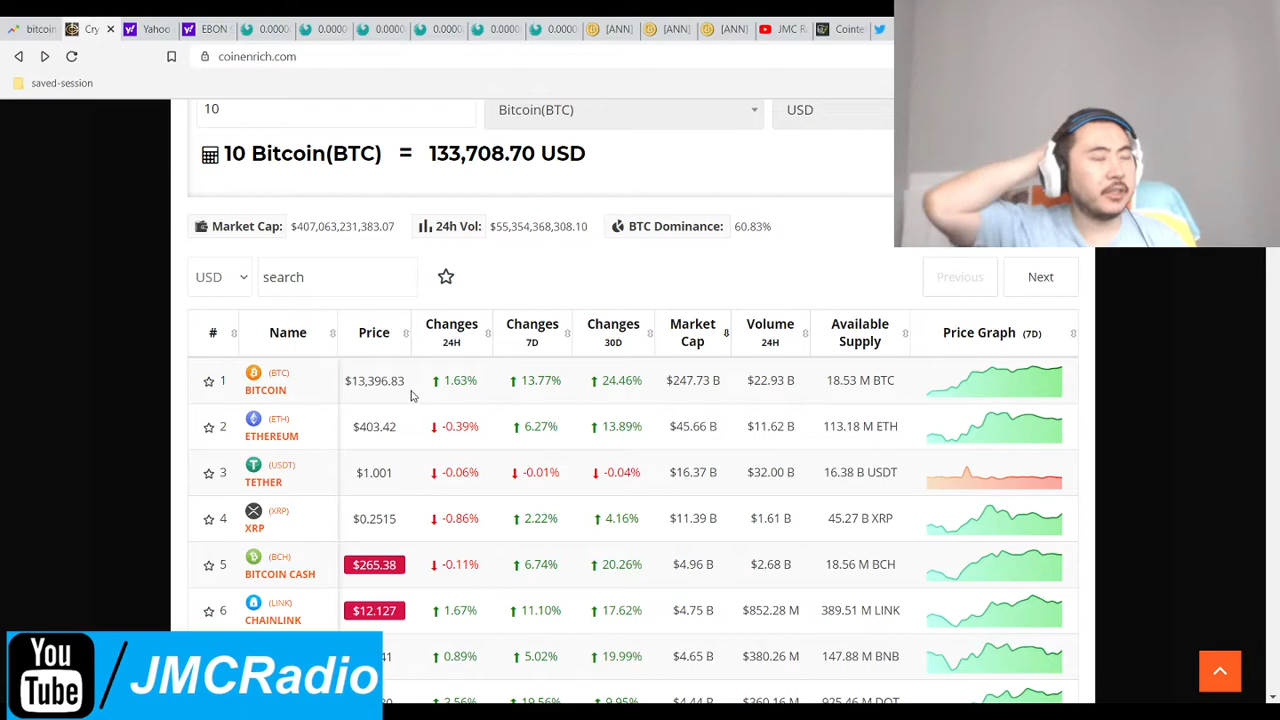 bitcoin Cry Yahoo EBON 0.0000 0.0000 0.0000 0.0000 0.0000 0.0000 [ANN] [ANN] [ANN] JMC R Cointe
coinenrich.com
saved-session
10 Bitcoin(BTC) USD
10 Bitcoin(BTC) = 133,708.70 USD
Market Cap: $407,063,231,383.07 24h Vol: $55,354,368,308.10 BTC Dominance: 60.83%
USD search Previous Next
# Name Price Changes 24H Changes 7D Changes 30D Market Cap Volume 24H Available Supply Price Graph (7D)
1 (BTC) BITCOIN $13,396.83 1.63% 13.77% 24.46% $247.73 B $22.93 B 18.53 M BTC
2 (ETH) ETHEREUM $403.42 -0.39% 6.27% 13.89% $45.66 B $11.62 B 113.18 M ETH
3 (USDT) TETHER $1.001 -0.06% -0.01% -0.04% $16.37 B $32.00 B 16.38 B USDT
4 (XRP) XRP $0.2515 -0.86% 2.22% 4.16% $11.39 B $1.61 B 45.27 B XRP
5 (BCH) BITCOIN CASH $265.38 -0.11% 6.74% 20.26% $4.96 B $2.68 B 18.56 M BCH
6 (LINK) CHAINLINK $12.127 1.67% 11.10% 17.62% $4.75 B $852.28 M 389.51 M LINK
41 0.89% 5.02% 19.99% $4.65 B $380.26 M 147.88 M BNB
You Tube / JMCRadio